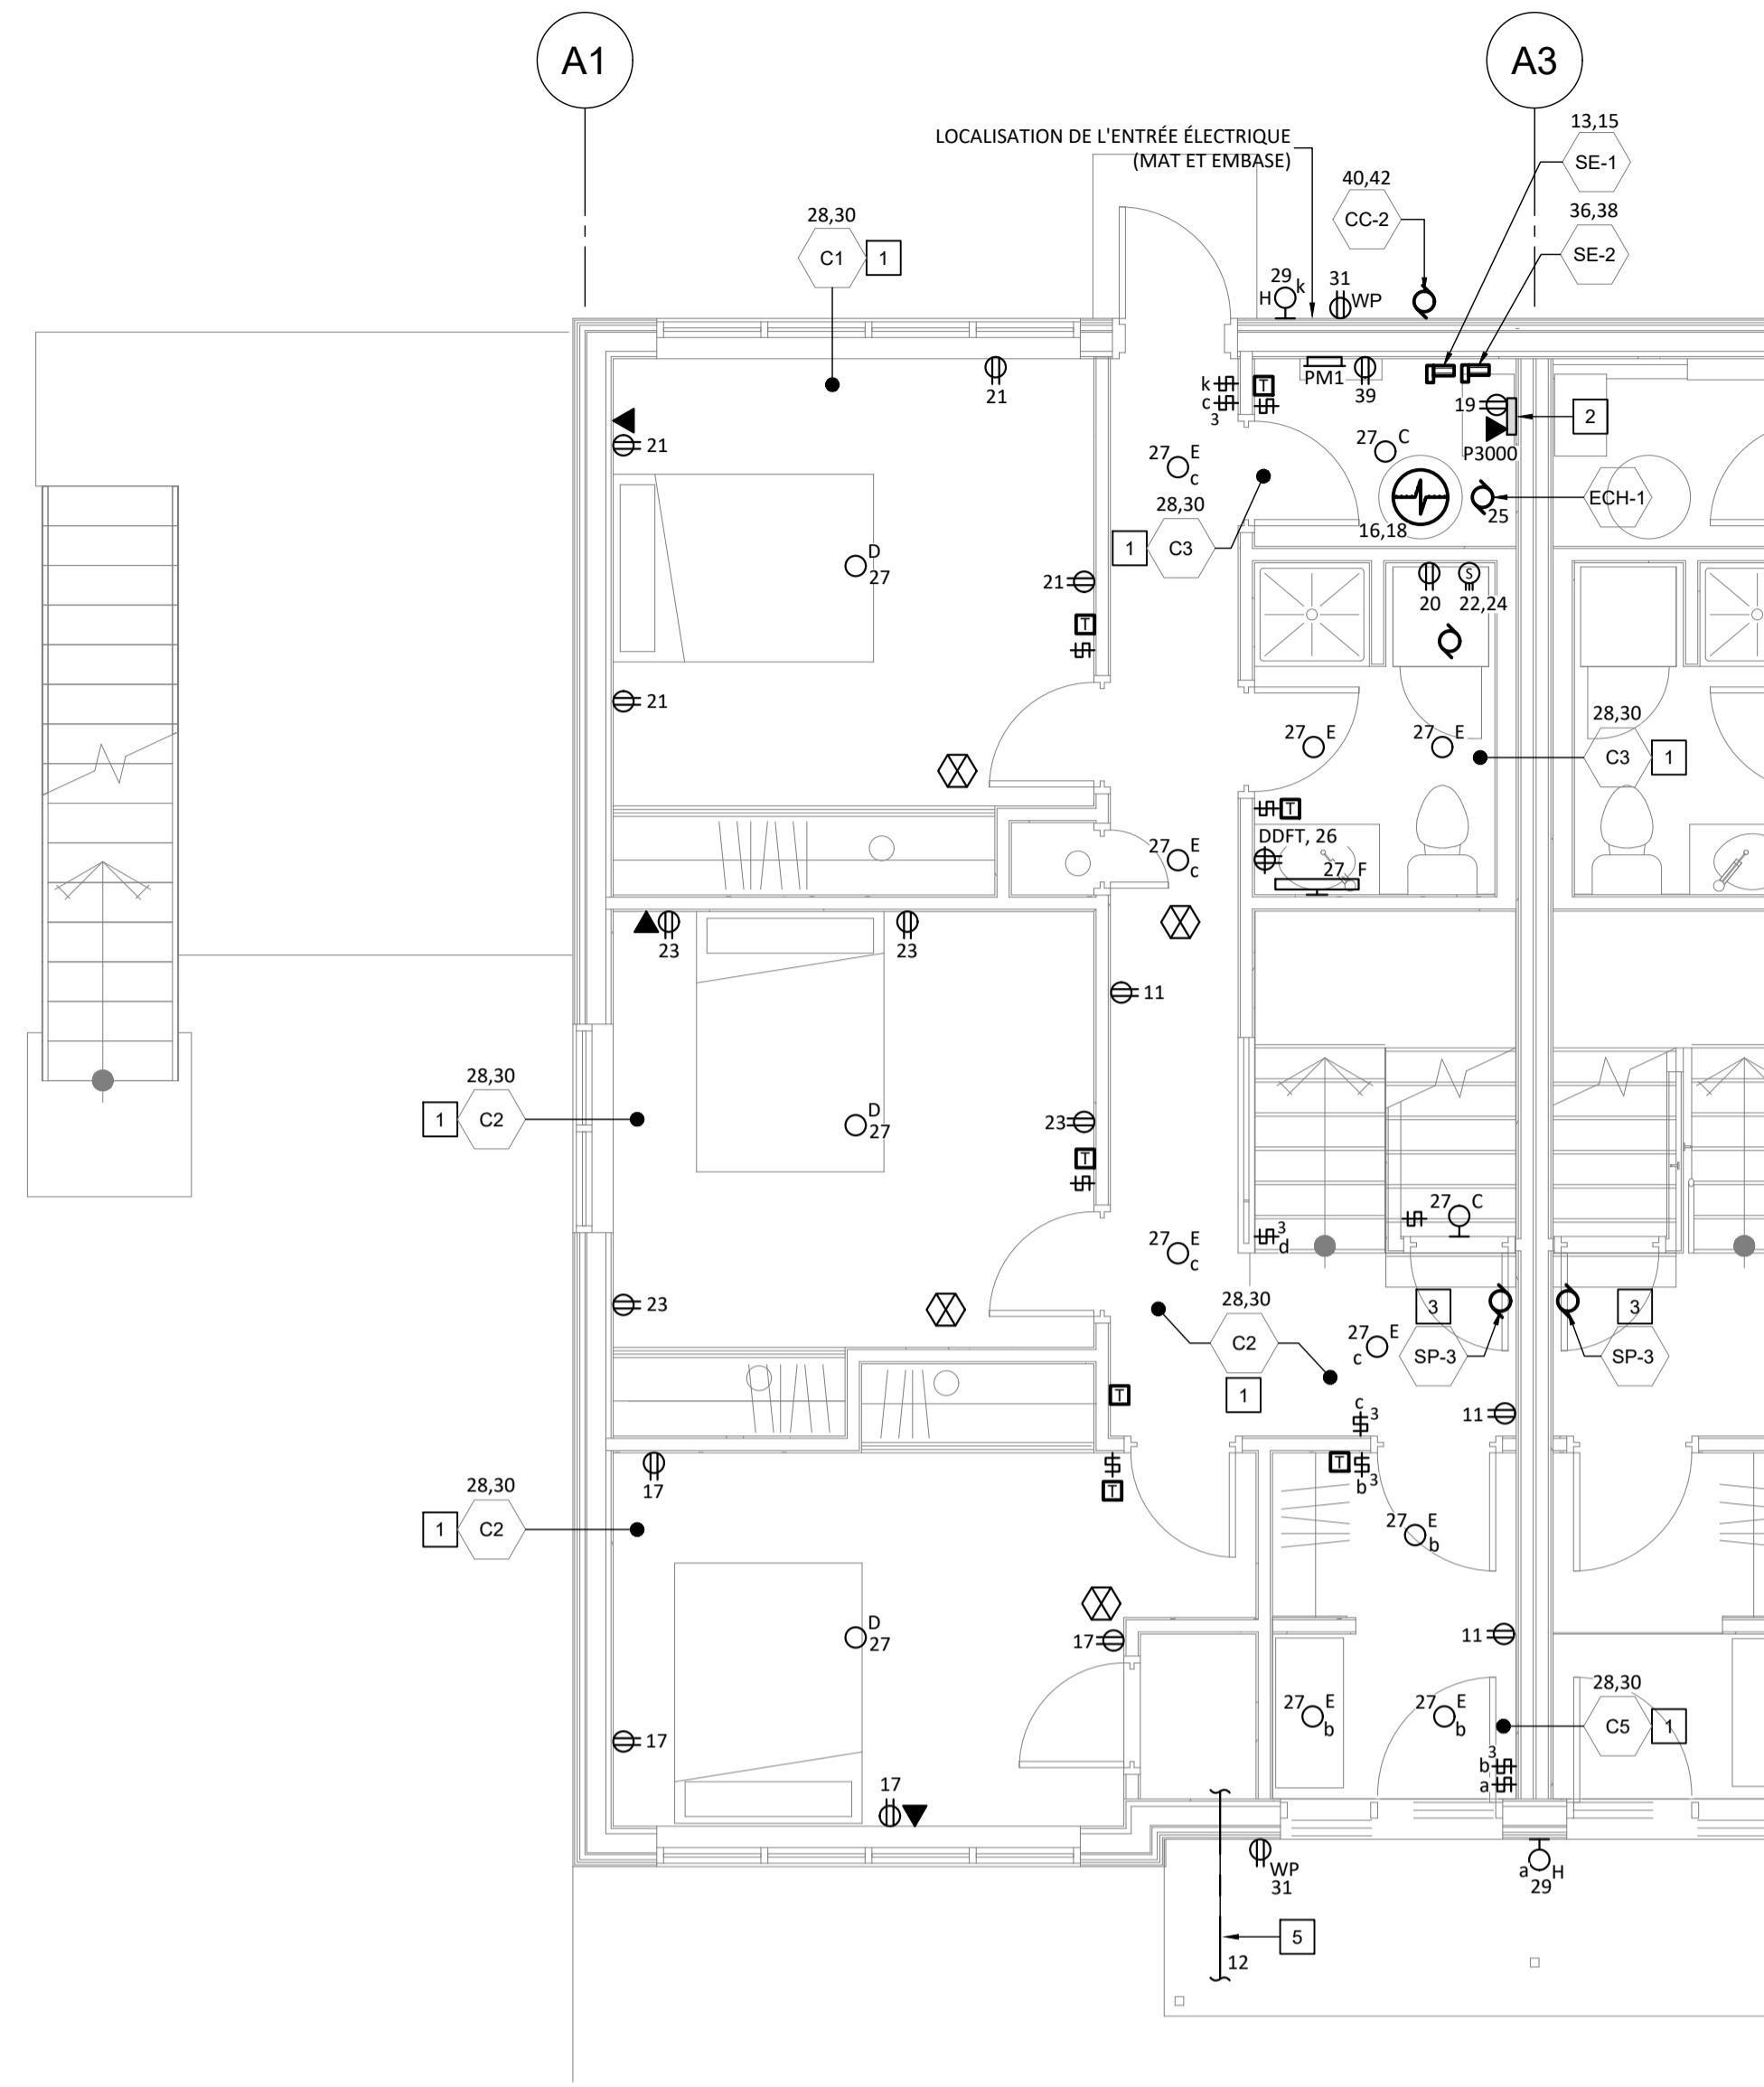 A1
A3
LOCALISATION DE L'ENTRÉE ÉLECTRIQUE
(MAT ET EMBASE)
13,15
SE-1
40,42
CC-2
36,38
SE-2
28,30
C1
1
29
H
k
31
WP
21
PM1
39
k
c
3
T
19
2
P3000
21
27
E
c
27
C
28,30
1
C3
ECH-1
25
16,18
D
27
21
20
S
22,24
T
21
27
E
27
E
28,30
C3
1
T
DDFT, 26
27
E
c
27
F
23
23
11
28,30
1
C2
D
27
23
T
27
C
27
E
c
3
d
23
28,30
C2
1
27
E
c
3
SP-3
3
SP-3
T
c
3
11
28,30
1
C2
17
T
T
b
3
27
E
b
D
27
17
11
27
E
b
27
E
b
28,30
C5
1
17
b
3
a
17
WP
31
a
H
29
5
12